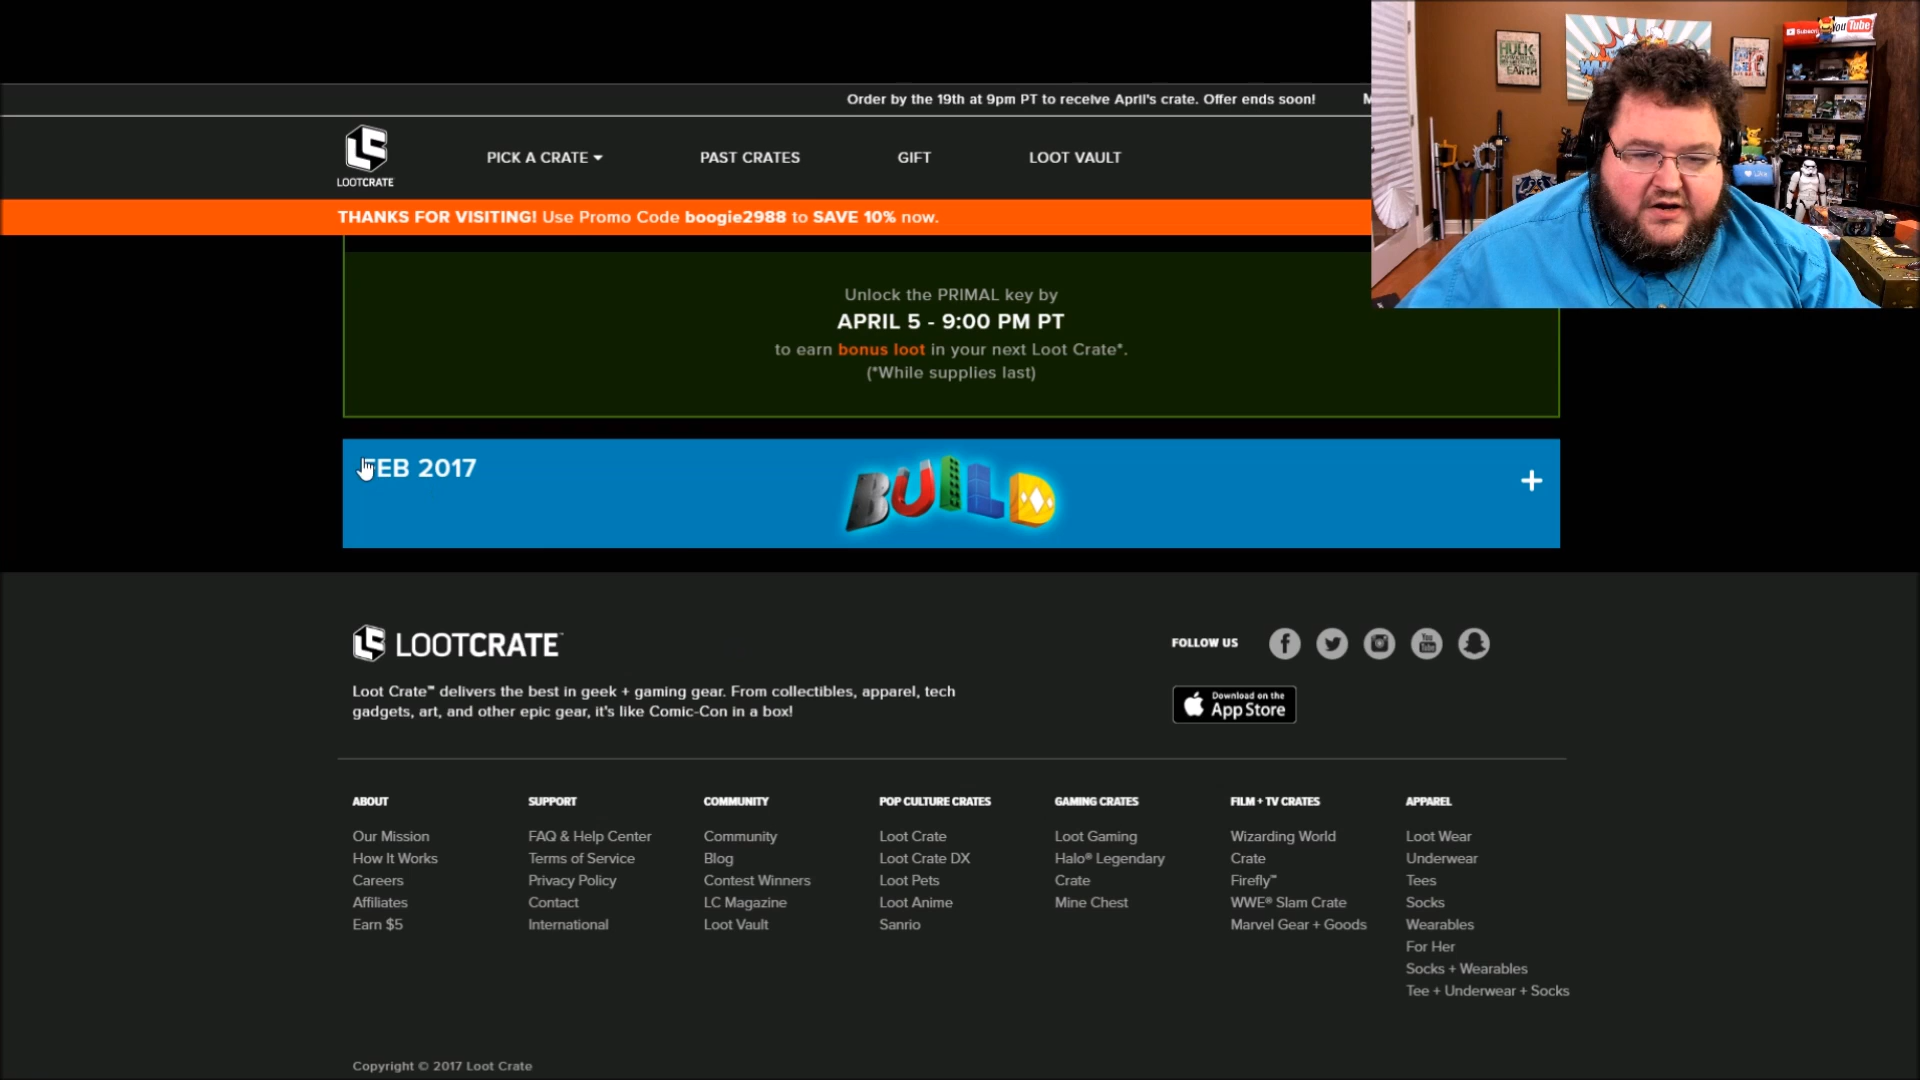 Order by the 19th at 9pm PT to receive April's crate. Offer ends soon!
LOOTCRATE
PICK A CRATE
PAST CRATES
GIFT
LOOT VAULT
THANKS FOR VISITING! Use Promo Code boogie2988 to SAVE 10% now.
HULK
EARTH
You Tube
Like
Unlock the PRIMAL key by
APRIL 5 - 9:00 PM PT
to earn bonus loot in your next Loot Crate*.
(*While supplies last)
FEB 2017
BUILD
LOOTCRATE
FOLLOW US
You Tube
Download on the
App Store
Loot Crate™ delivers the best in geek + gaming gear. From collectibles, apparel, tech
gadgets, art, and other epic gear, it's like Comic-Con in a box!
ABOUT
Our Mission
How It Works
Careers
Affiliates
Earn $5
SUPPORT
FAQ & Help Center
Terms of Service
Privacy Policy
Contact
International
COMMUNITY
Community
Blog
Contest Winners
LC Magazine
Loot Vault
POP CULTURE CRATES
Loot Crate
Loot Crate DX
Loot Pets
Loot Anime
Sanrio
GAMING CRATES
Loot Gaming
Halo® Legendary
Crate
Mine Chest
FILM + TV CRATES
Wizarding World
Crate
Firefly™
WWE® Slam Crate
Marvel Gear + Goods
APPAREL
Loot Wear
Underwear
Tees
Socks
Wearables
For Her
Socks + Wearables
Tee + Underwear + Socks
Copyright © 2017 Loot Crate